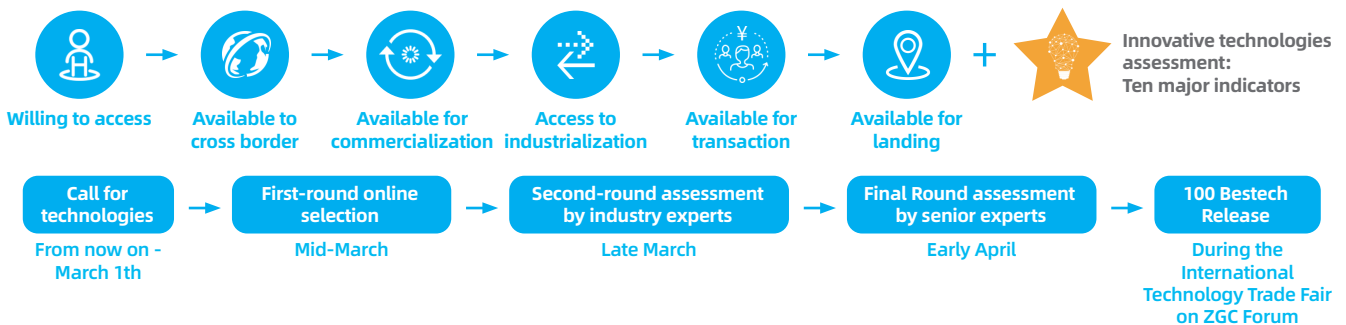 Willing to access
Available to
cross border
Available for
commercialization
Access to
industrialization
Available for
transaction
Available for
landing
¥
+
Innovative technologies
assessment:
Ten major indicators
Call for
technologies
From now on -
March 1th
First-round online
selection
Mid-March
Second-round assessment
by industry experts
Late March
Final Round assessment
by senior experts
Early April
100 Bestech
Release
During the
International
Technology Trade Fair
on ZGC Forum